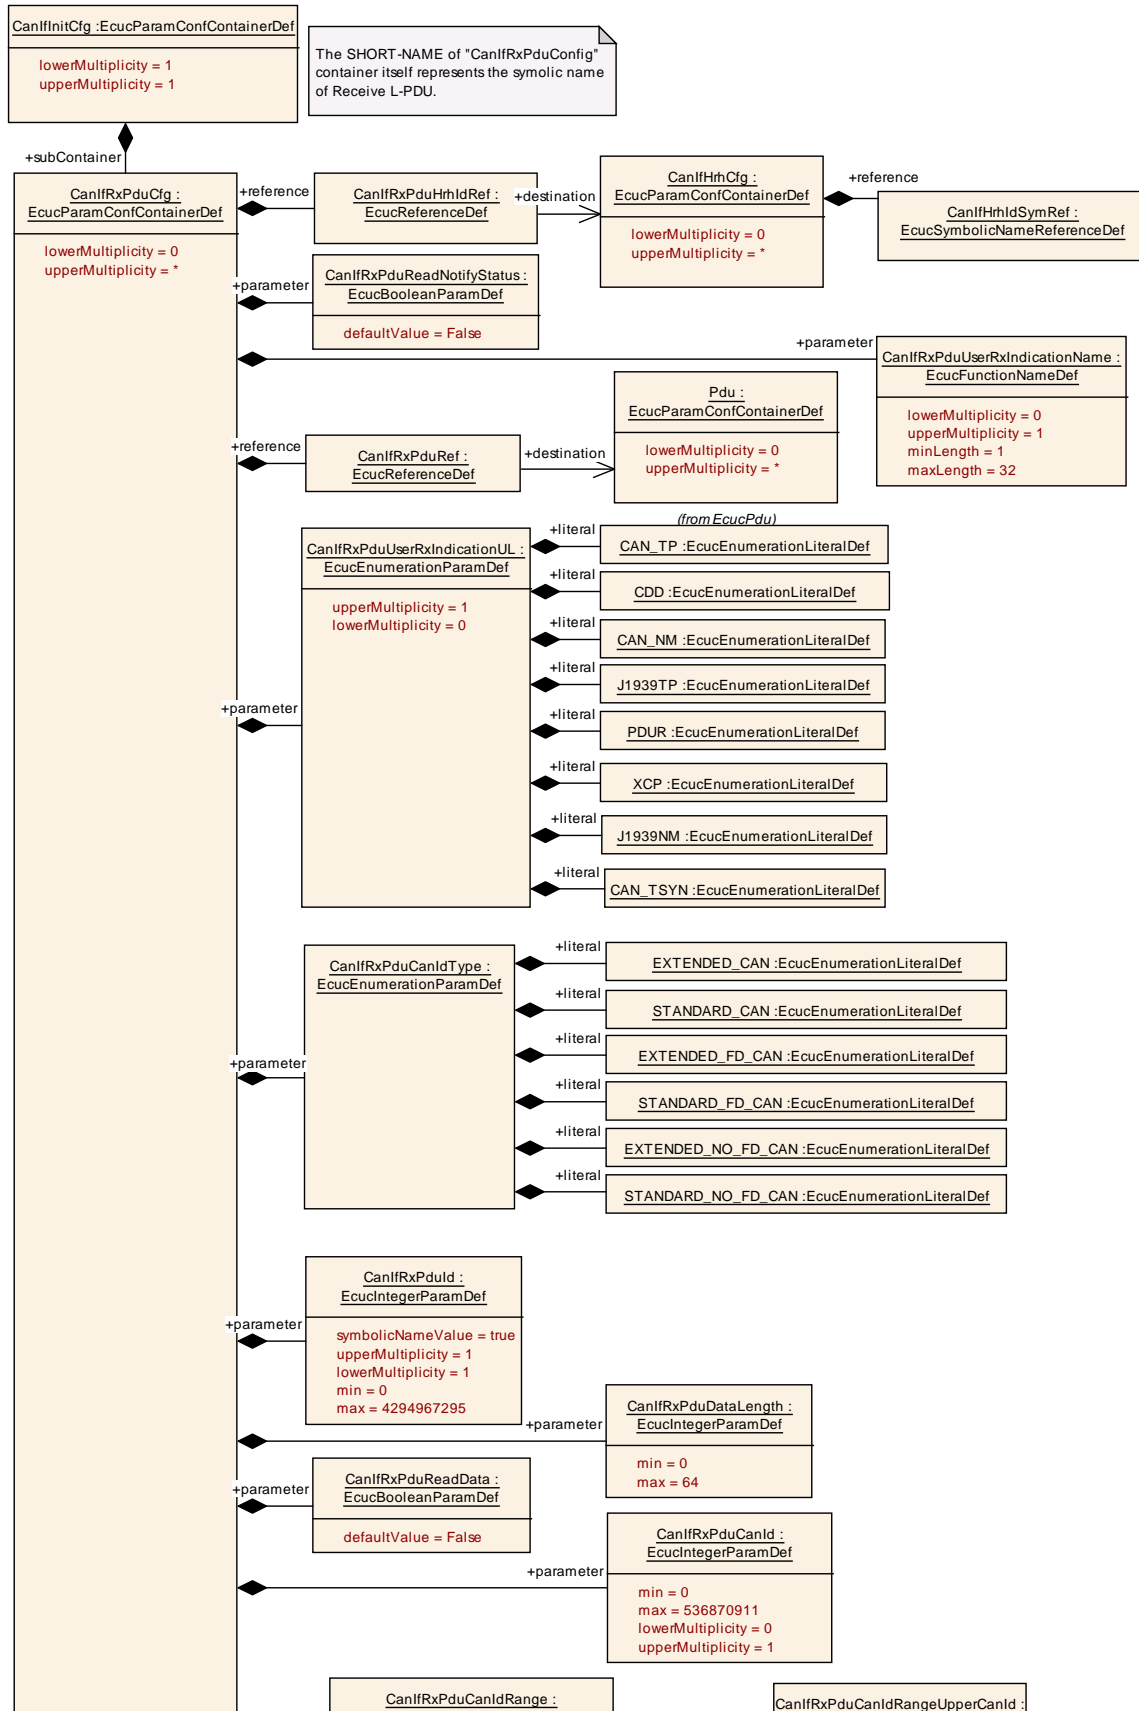 CanIfInitCfg :EcucParamConfContainerDef
lowerMultiplicity = 1
upperMultiplicity = 1
The SHORT-NAME of "CanIfRxPduConfig"
container itself represents the symolic name
of Receive L-PDU.
+subContainer
CanIfRxPduCfg :
EcucParamConfContainerDef
lowerMultiplicity = 0
upperMultiplicity = *
+reference
CanIfRxPduHrhIdRef :
EcucReferenceDef
+destination
CanIfHrhCfg :
EcucParamConfContainerDef
lowerMultiplicity = 0
upperMultiplicity = *
+reference
CanIfHrhIdSymRef :
EcucSymbolicNameReferenceDef
+parameter
CanIfRxPduReadNotifyStatus :
EcucBooleanParamDef
defaultValue = False
+parameter
CanIfRxPduUserRxIndicationName :
EcucFunctionNameDef
lowerMultiplicity = 0
upperMultiplicity = 1
minLength = 1
maxLength = 32
+reference
CanIfRxPduRef :
EcucReferenceDef
+destination
Pdu :
EcucParamConfContainerDef
lowerMultiplicity = 0
upperMultiplicity = *
(from EcucPdu)
+parameter
CanIfRxPduUserRxIndicationUL :
EcucEnumerationParamDef
upperMultiplicity = 1
lowerMultiplicity = 0
+literal
CAN_TP :EcucEnumerationLiteralDef
+literal
CDD :EcucEnumerationLiteralDef
+literal
CAN_NM :EcucEnumerationLiteralDef
+literal
J1939TP :EcucEnumerationLiteralDef
+literal
PDUR :EcucEnumerationLiteralDef
+literal
XCP :EcucEnumerationLiteralDef
+literal
J1939NM :EcucEnumerationLiteralDef
+literal
CAN_TSYN :EcucEnumerationLiteralDef
+parameter
CanIfRxPduCanIdType :
EcucEnumerationParamDef
+literal
EXTENDED_CAN :EcucEnumerationLiteralDef
+literal
STANDARD_CAN :EcucEnumerationLiteralDef
+literal
EXTENDED_FD_CAN :EcucEnumerationLiteralDef
+literal
STANDARD_FD_CAN :EcucEnumerationLiteralDef
+literal
EXTENDED_NO_FD_CAN :EcucEnumerationLiteralDef
+literal
STANDARD_NO_FD_CAN :EcucEnumerationLiteralDef
+parameter
CanIfRxPduId :
EcucIntegerParamDef
symbolicNameValue = true
upperMultiplicity = 1
lowerMultiplicity = 1
min = 0
max = 4294967295
+parameter
CanIfRxPduDataLength :
EcucIntegerParamDef
min = 0
max = 64
+parameter
CanIfRxPduReadData :
EcucBooleanParamDef
defaultValue = False
+parameter
CanIfRxPduCanId :
EcucIntegerParamDef
min = 0
max = 536870911
lowerMultiplicity = 0
upperMultiplicity = 1
CanIfRxPduCanIdRange :
CanIfRxPduCanIdRangeUpperCanId :